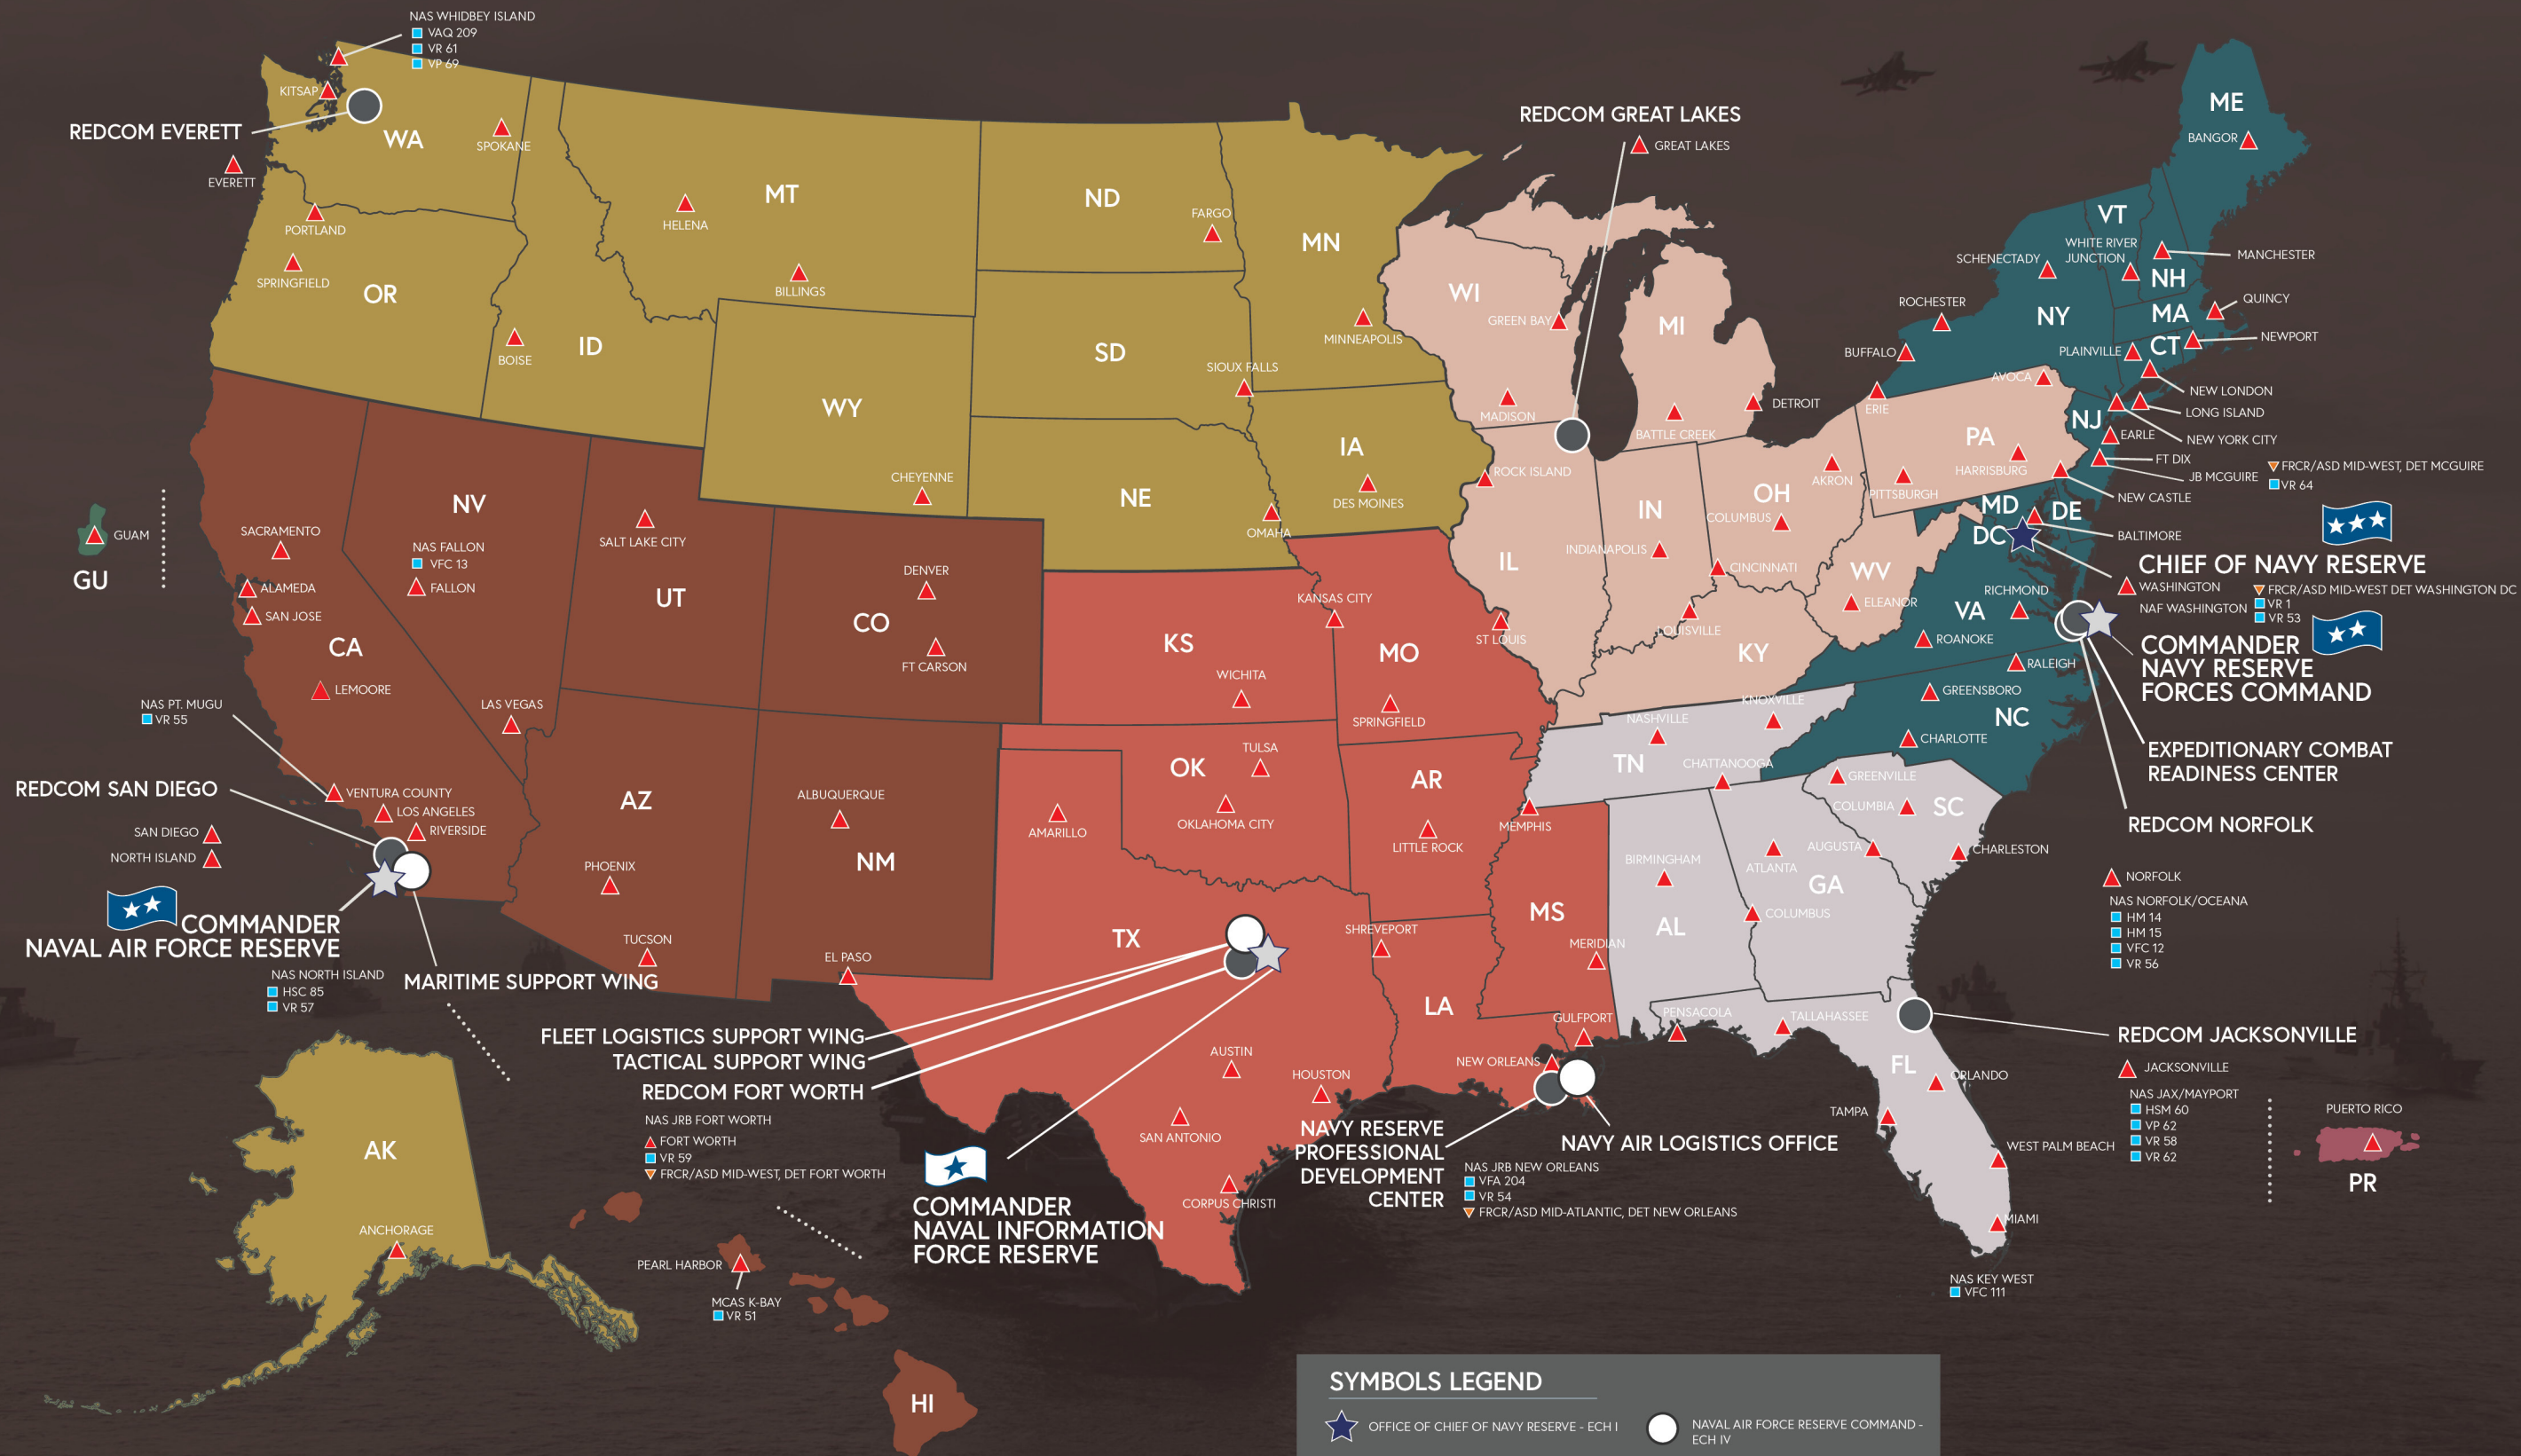 NAS WHIDBEY ISLAND
VAQ 209
VR 61
VP 69
KITSAP
REDCOM EVERETT
WA
SPOKANE
EVERETT
PORTLAND
SPRINGFIELD
OR
BOISE
ID
HELENA
MT
BILLINGS
WY
CHEYENNE
ND
FARGO
SD
SIOUX FALLS
NE
OMAHA
MN
MINNEAPOLIS
IA
DES MOINES
REDCOM GREAT LAKES
GREAT LAKES
WI
GREEN BAY
MADISON
MI
BATTLE CREEK
DETROIT
ROCK ISLAND
IL
IN
INDIANAPOLIS
OH
AKRON
COLUMBUS
CINCINNATI
LOUISVILLE
KY
WV
ELEANOR
ST LOUIS
ME
BANGOR
VT
WHITE RIVER
JUNCTION
MANCHESTER
NH
SCHENECTADY
ROCHESTER
NY
BUFFALO
MA
QUINCY
CT
NEWPORT
PLAINVILLE
NEW LONDON
LONG ISLAND
NEW YORK CITY
AVOCA
ERIE
NJ
EARLE
PA
HARRISBURG
PITTSBURGH
FT DIX
JB MCGUIRE
FRCR/ASD MID-WEST, DET MCGUIRE
VR 64
NEW CASTLE
MD
DE
DC
BALTIMORE
CHIEF OF NAVY RESERVE
WASHINGTON
FRCR/ASD MID-WEST DET WASHINGTON DC
NAF WASHINGTON
VR 1
VR 53
COMMANDER
NAVY RESERVE
FORCES COMMAND
RICHMOND
VA
ROANOKE
RALEIGH
GREENSBORO
NC
CHARLOTTE
EXPEDITIONARY COMBAT
READINESS CENTER
REDCOM NORFOLK
NORFOLK
NAS NORFOLK/OCEANA
HM 14
HM 15
VFC 12
VR 56
GUAM
GU
SACRAMENTO
ALAMEDA
SAN JOSE
CA
LEMOORE
NV
NAS FALLON
VFC 13
FALLON
LAS VEGAS
SALT LAKE CITY
UT
DENVER
CO
FT CARSON
NAS PT. MUGU
VR 55
REDCOM SAN DIEGO
VENTURA COUNTY
LOS ANGELES
RIVERSIDE
SAN DIEGO
NORTH ISLAND
COMMANDER
NAVAL AIR FORCE RESERVE
NAS NORTH ISLAND
HSC 85
VR 57
MARITIME SUPPORT WING
AZ
PHOENIX
TUCSON
ALBUQUERQUE
NM
EL PASO
KS
WICHITA
KANSAS CITY
MO
SPRINGFIELD
OK
TULSA
OKLAHOMA CITY
AMARILLO
AR
LITTLE ROCK
TX
SHREVEPORT
LA
MS
MERIDIAN
GULFPORT
NEW ORLEANS
AUSTIN
HOUSTON
SAN ANTONIO
CORPUS CHRISTI
FLEET LOGISTICS SUPPORT WING
TACTICAL SUPPORT WING
REDCOM FORT WORTH
NAS JRB FORT WORTH
FORT WORTH
VR 59
FRCR/ASD MID-WEST, DET FORT WORTH
COMMANDER
NAVAL INFORMATION
FORCE RESERVE
NAVY RESERVE
PROFESSIONAL
DEVELOPMENT
CENTER
NAVY AIR LOGISTICS OFFICE
NAS JRB NEW ORLEANS
VFA 204
VR 54
FRCR/ASD MID-ATLANTIC, DET NEW ORLEANS
TN
NASHVILLE
KNOXVILLE
CHATTANOOGA
MEMPHIS
GREENVILLE
COLUMBIA
SC
CHARLESTON
AUGUSTA
ATLANTA
GA
COLUMBUS
BIRMINGHAM
AL
PENSACOLA
TALLAHASSEE
REDCOM JACKSONVILLE
JACKSONVILLE
NAS JAX/MAYPORT
HSM 60
VP 62
VR 58
VR 62
FL
ORLANDO
TAMPA
WEST PALM BEACH
MIAMI
NAS KEY WEST
VFC 111
PUERTO RICO
PR
AK
ANCHORAGE
PEARL HARBOR
MCAS K-BAY
VR 51
HI
SYMBOLS LEGEND
OFFICE OF CHIEF OF NAVY RESERVE - ECH I
NAVAL AIR FORCE RESERVE COMMAND -
ECH IV